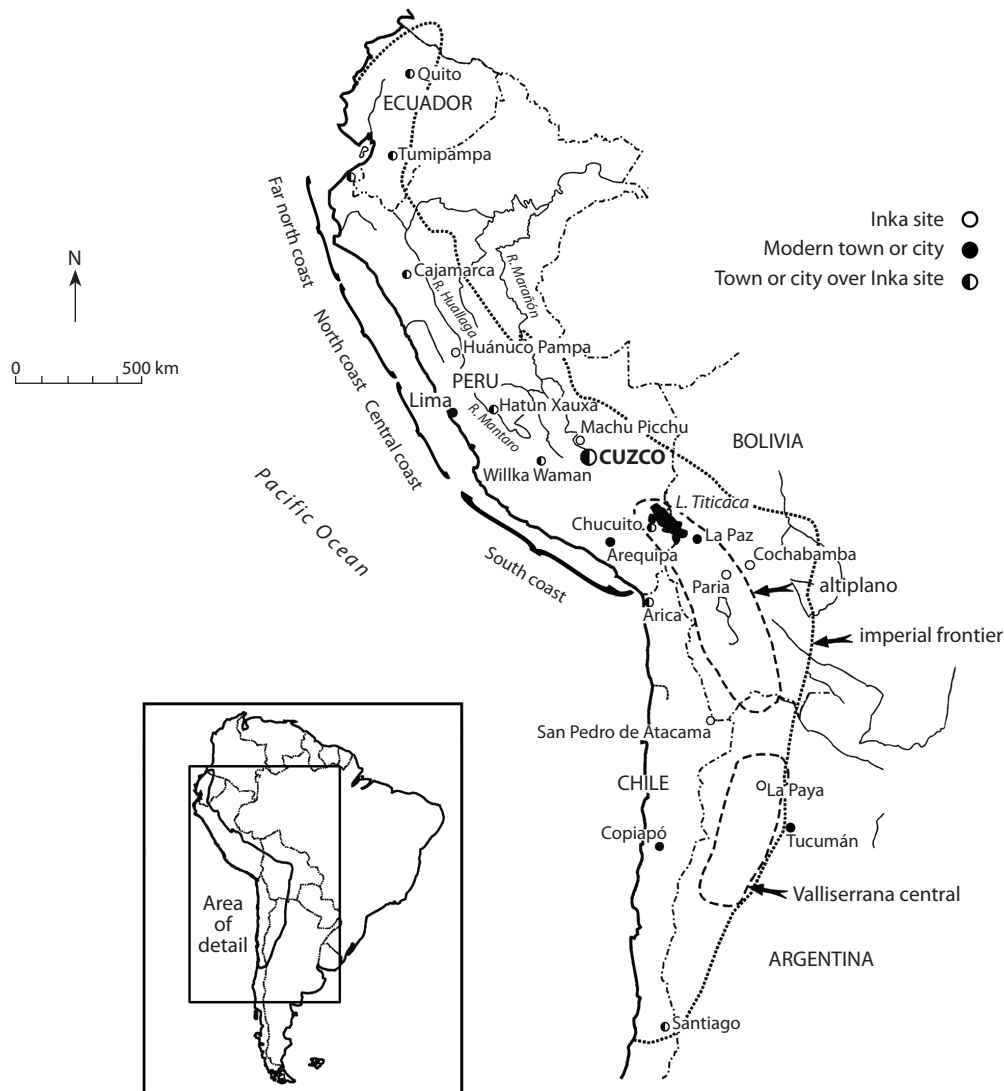 Quito
ECUADOR
Tumipampa
Far north coast
Inka site
Modern town or city
Town or city over Inka site
N
Cajamarca
R. Huallaga
R. Marañón
North coast
Huánuco Pampa
0 500 km
PERU
Lima
Hatun Xauxa
R. Mantaro
Central coast
Machu Picchu
BOLIVIA
CUZCO
Willka Waman
Pacific Ocean
L. Titicaca
Chucuito
La Paz
Arequipa
Cochabamba
South coast
Paria
altiplano
Arica
imperial frontier
San Pedro de Atacama
CHILE
La Paya
Copiapó
Tucumán
Valliserrana central
Area
of
detail
ARGENTINA
Santiago